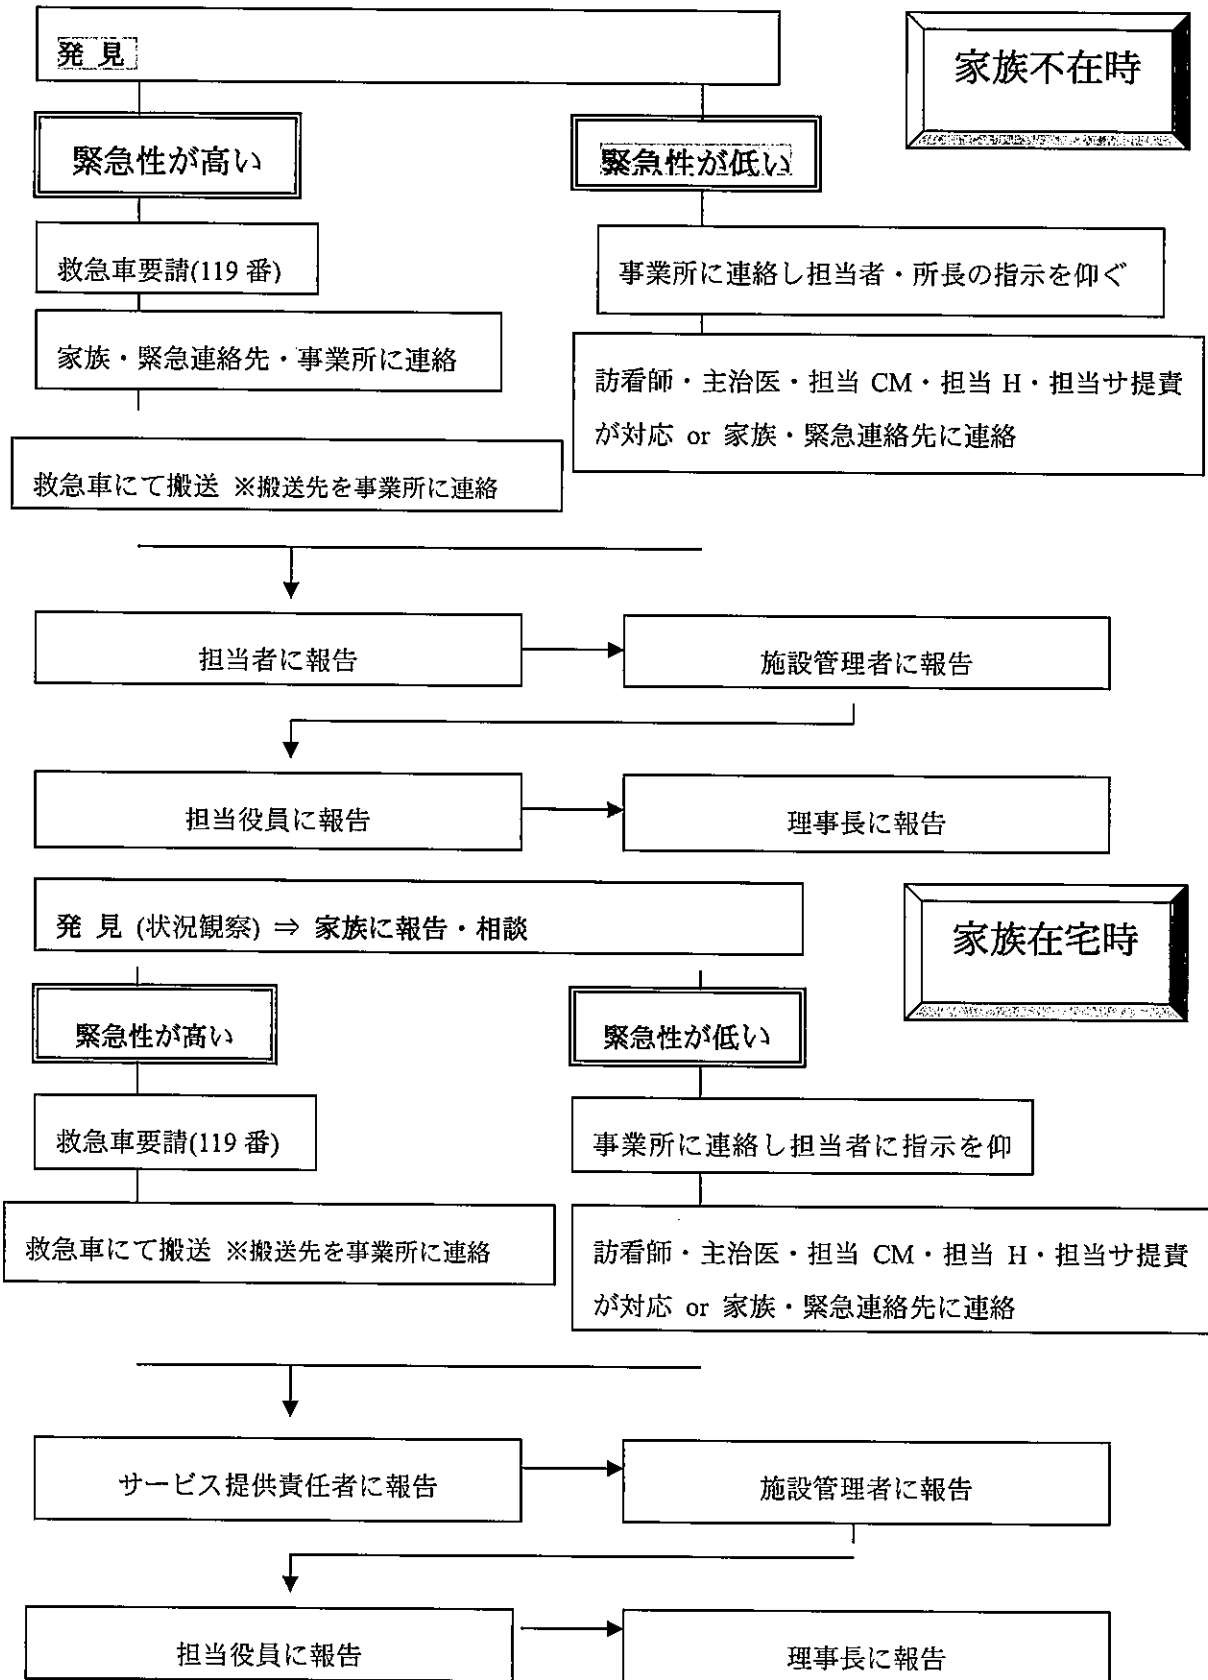 発 見
家族不在時
緊急性が高い
緊急性が低い
救急車要請(119 番)
事業所に連絡し担当者・所長の指示を仰ぐ
家族・緊急連絡先・事業所に連絡
訪看師・主治医・担当 CM・担当 H・担当サ提責
が対応 or 家族・緊急連絡先に連絡
救急車にて搬送 ※搬送先を事業所に連絡
担当者に報告
施設管理者に報告
担当役員に報告
理事長に報告
発 見 (状況観察) ⇒ 家族に報告・相談
家族在宅時
緊急性が高い
緊急性が低い
救急車要請(119 番)
事業所に連絡し担当者に指示を仰
救急車にて搬送 ※搬送先を事業所に連絡
訪看師・主治医・担当 CM・担当 H・担当サ提責
が対応 or 家族・緊急連絡先に連絡
サービス提供責任者に報告
施設管理者に報告
担当役員に報告
理事長に報告